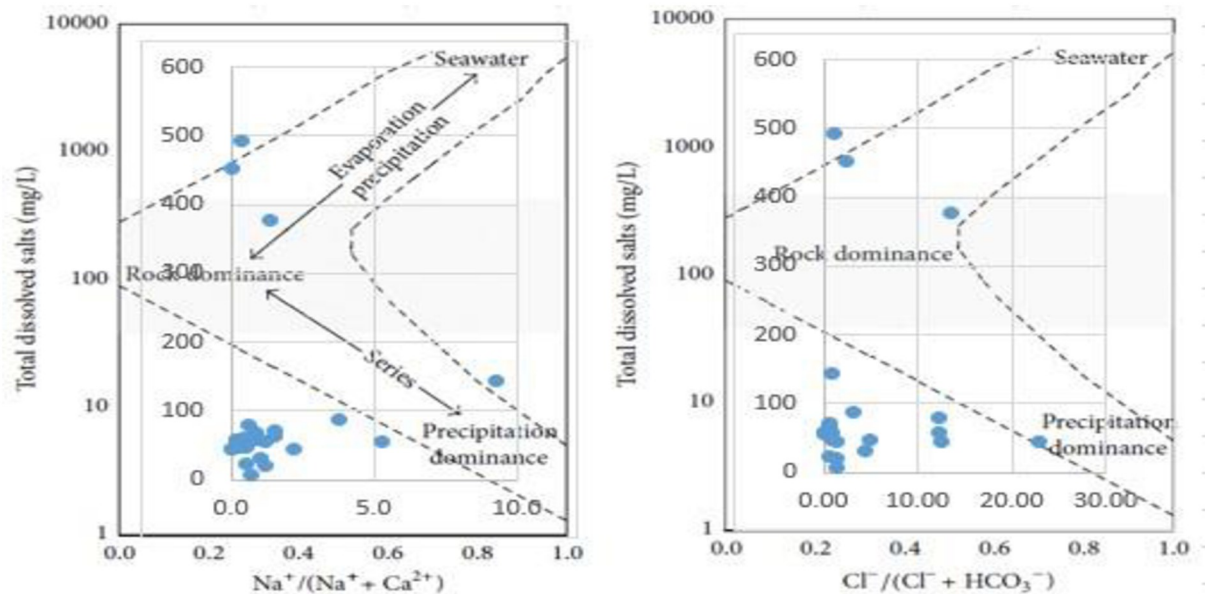 10000
600
Seawater
500
1000
Evaporation
precipitation
400
Total dissolved salts (mg/L)
Rock dominance
300
100
200
Series
10
100
Precipitation
dominance
0
0.0 5.0 10.0
1
0.0 0.2 0.4 0.6 0.8 1.0
Na⁺/(Na⁺ + Ca²⁺)
10000
600
Seawater
500
1000
400
Total dissolved salts (mg/L)
Rock dominance
300
100
200
10
100
Precipitation
dominance
0
0.00 10.00 20.00 30.00
1
0.0 0.2 0.4 0.6 0.8 1.0
Cl⁻/(Cl⁻ + HCO₃⁻)